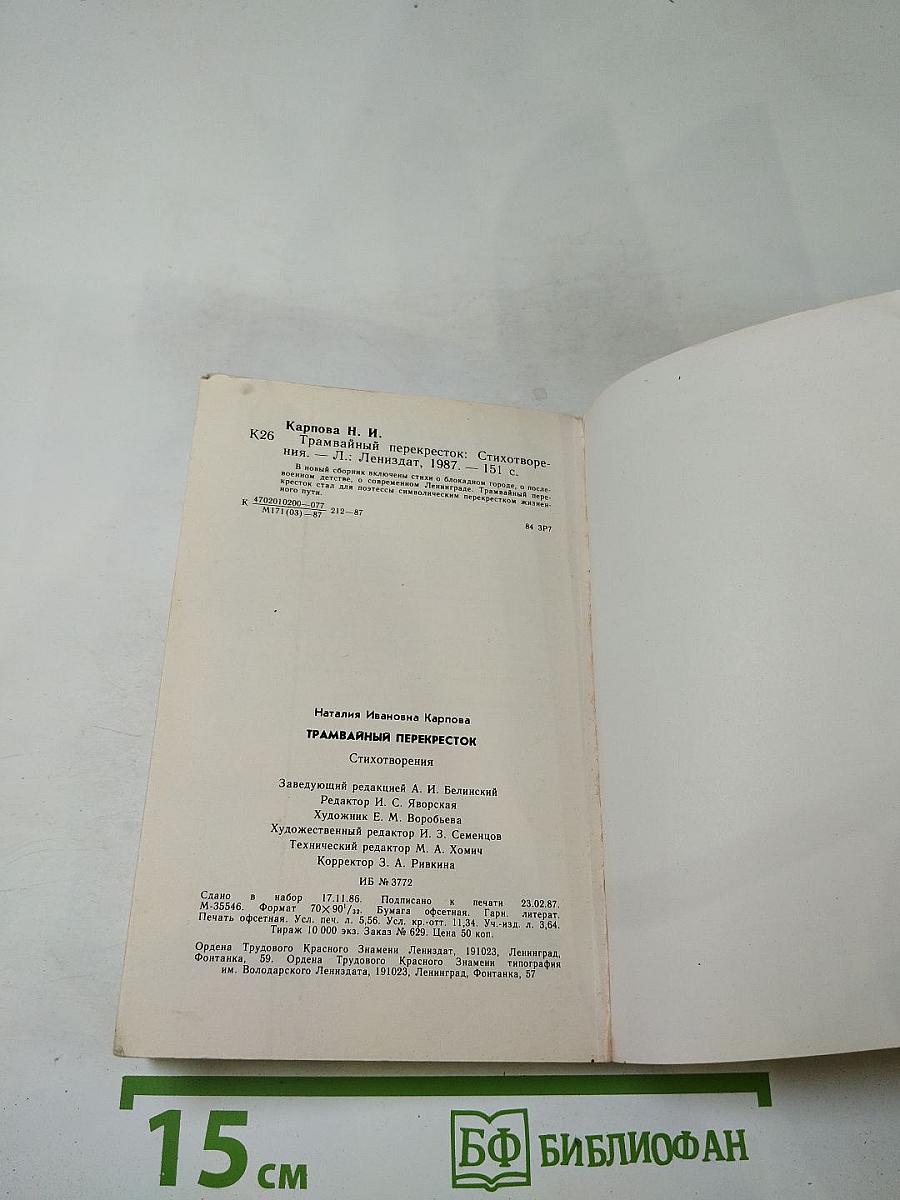 Карпова Н. И.
К26 Трамвайный перекресток: Стихотворе-
ния. — Л.: Лениздат, 1987. — 151 с.
В новый сборник включены стихи о блокадном городе, о после-
военном детстве, о современном Ленинграде. Трамвайный пере-
кресток стал для поэтессы символическим перекрестком жизнен-
ного пути.
К 4702010200—077 / М171(03)—87 212—87
84 3Р7
Наталия Ивановна Карпова
ТРАМВАЙНЫЙ ПЕРЕКРЕСТОК
Стихотворения
Заведующий редакцией А. И. Белинский
Редактор И. С. Яворская
Художник Е. М. Воробьева
Художественный редактор И. З. Семенцов
Технический редактор М. А. Хомич
Корректор З. А. Ривкина
ИБ № 3772
Сдано в набор 17.11.86. Подписано к печати 23.02.87.
М-35546. Формат 70×90¹/₃₂. Бумага офсетная. Гарн. литерат.
Печать офсетная. Усл. печ. л. 5,56. Усл. кр.-отт. 11,34. Уч.-изд. л. 3,64.
Тираж 10 000 экз. Заказ № 629. Цена 50 коп.
Ордена Трудового Красного Знамени Лениздат, 191023, Ленинград,
Фонтанка, 59. Ордена Трудового Красного Знамени типография
им. Володарского Лениздата, 191023, Ленинград, Фонтанка, 57
15 см
БФ БИБЛИОФАН